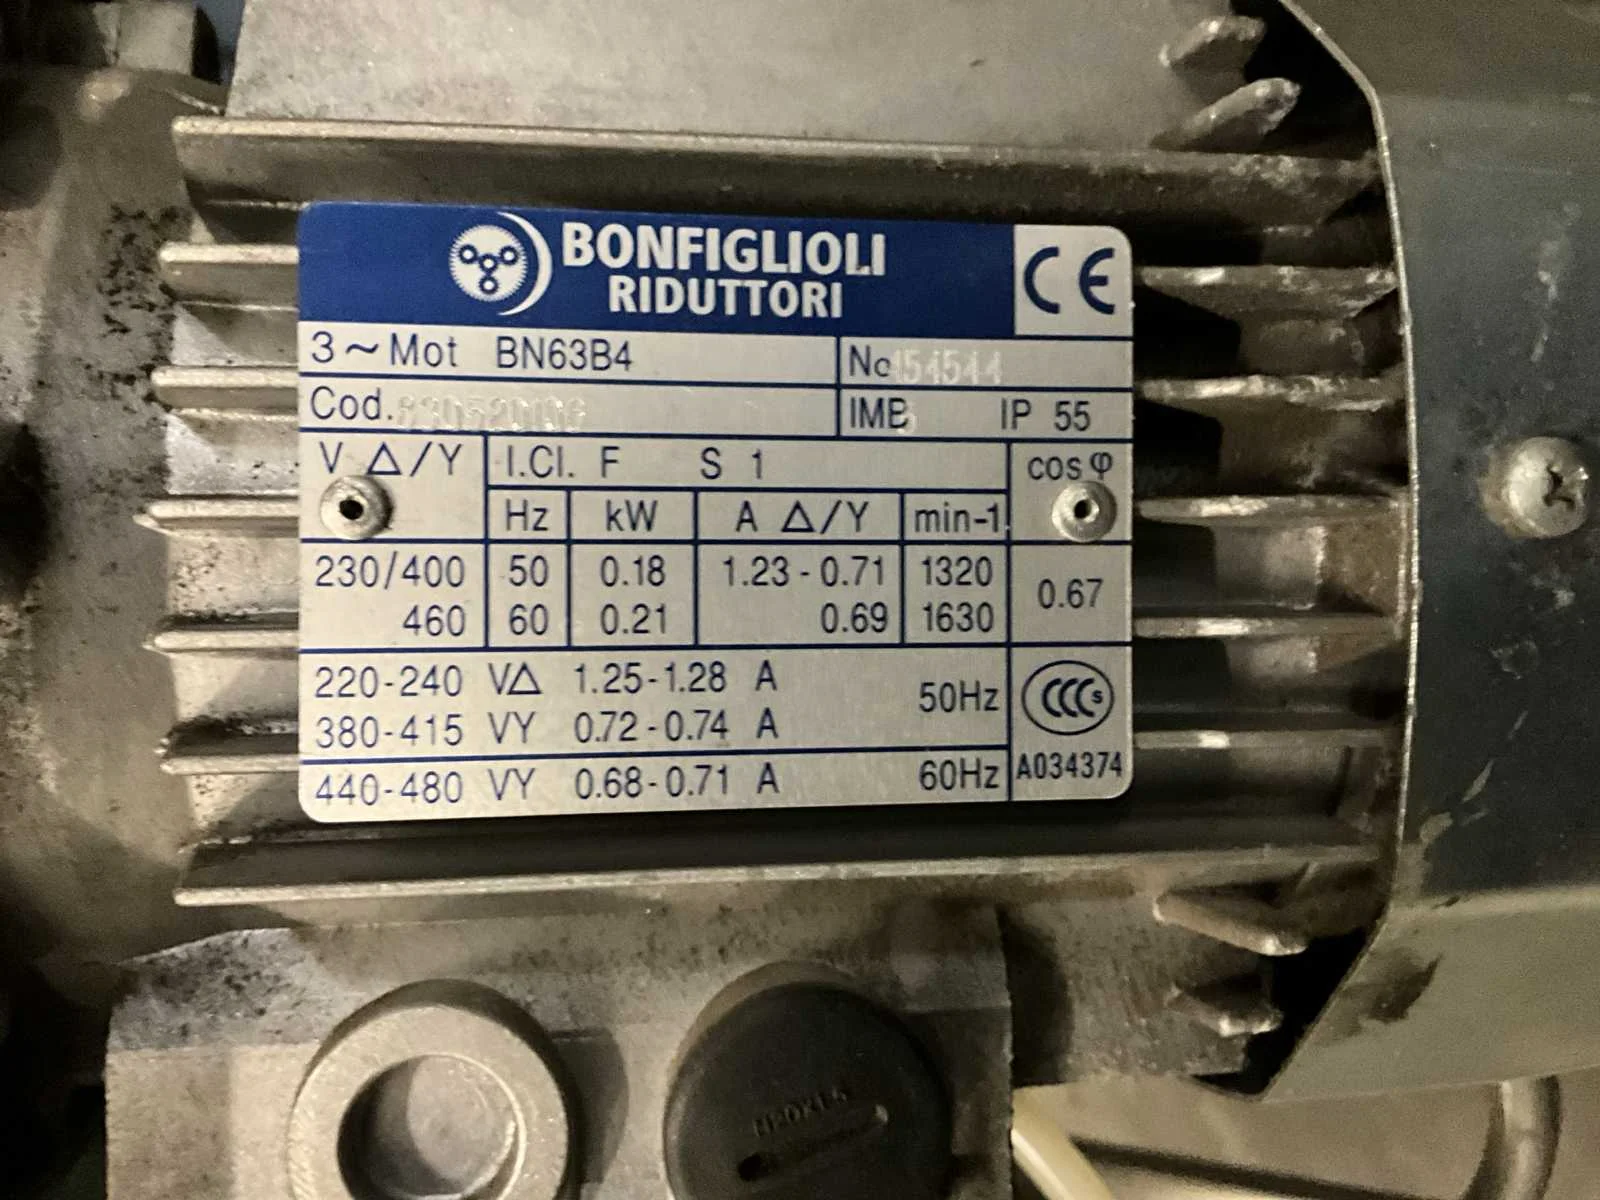 BONFIGLIOLI
RIDUTTORI
CE
3~Mot BN63B4
No 154544
Cod.
IMB IP 55
V Δ/Y I.Cl. F S 1 cosφ
Hz kW A Δ/Y min-1
230/400 50 0.18 1.23-0.71 1320
0.67
460 60 0.21 0.69 1630
220-240 VΔ 1.25-1.28 A
50Hz
380-415 VY 0.72-0.74 A
CCCs
440-480 VY 0.68-0.71 A 60Hz
A034374